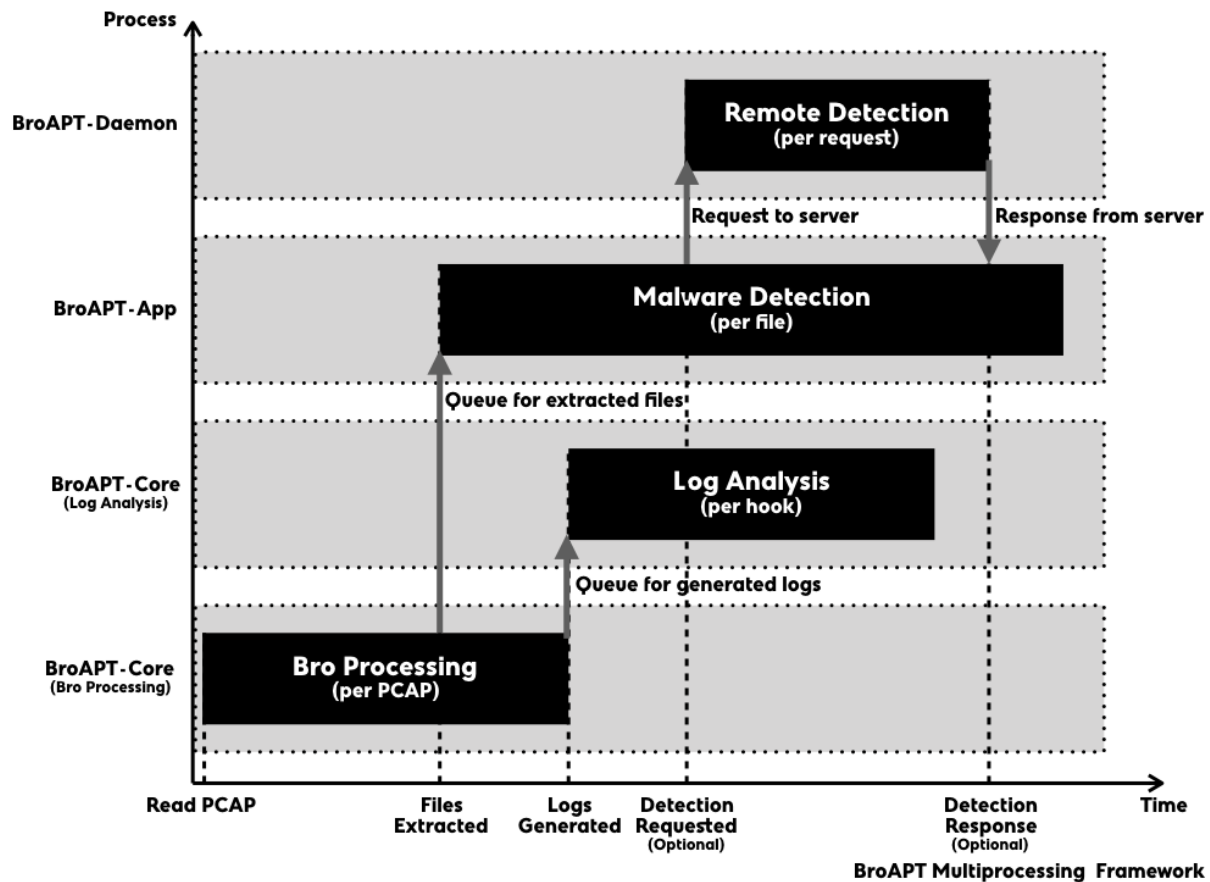 Process
BroAPT-Daemon
Remote Detection
(per request)
Request to server
Response from server
BroAPT-App
Malware Detection
(per file)
Queue for extracted files
BroAPT-Core
(Log Analysis)
Log Analysis
(per hook)
Queue for generated logs
BroAPT-Core
(Bro Processing)
Bro Processing
(per PCAP)
Read PCAP
Files
Extracted
Logs
Generated
Detection
Requested
(Optional)
Detection
Response
(Optional)
Time
BroAPT Multiprocessing Framework